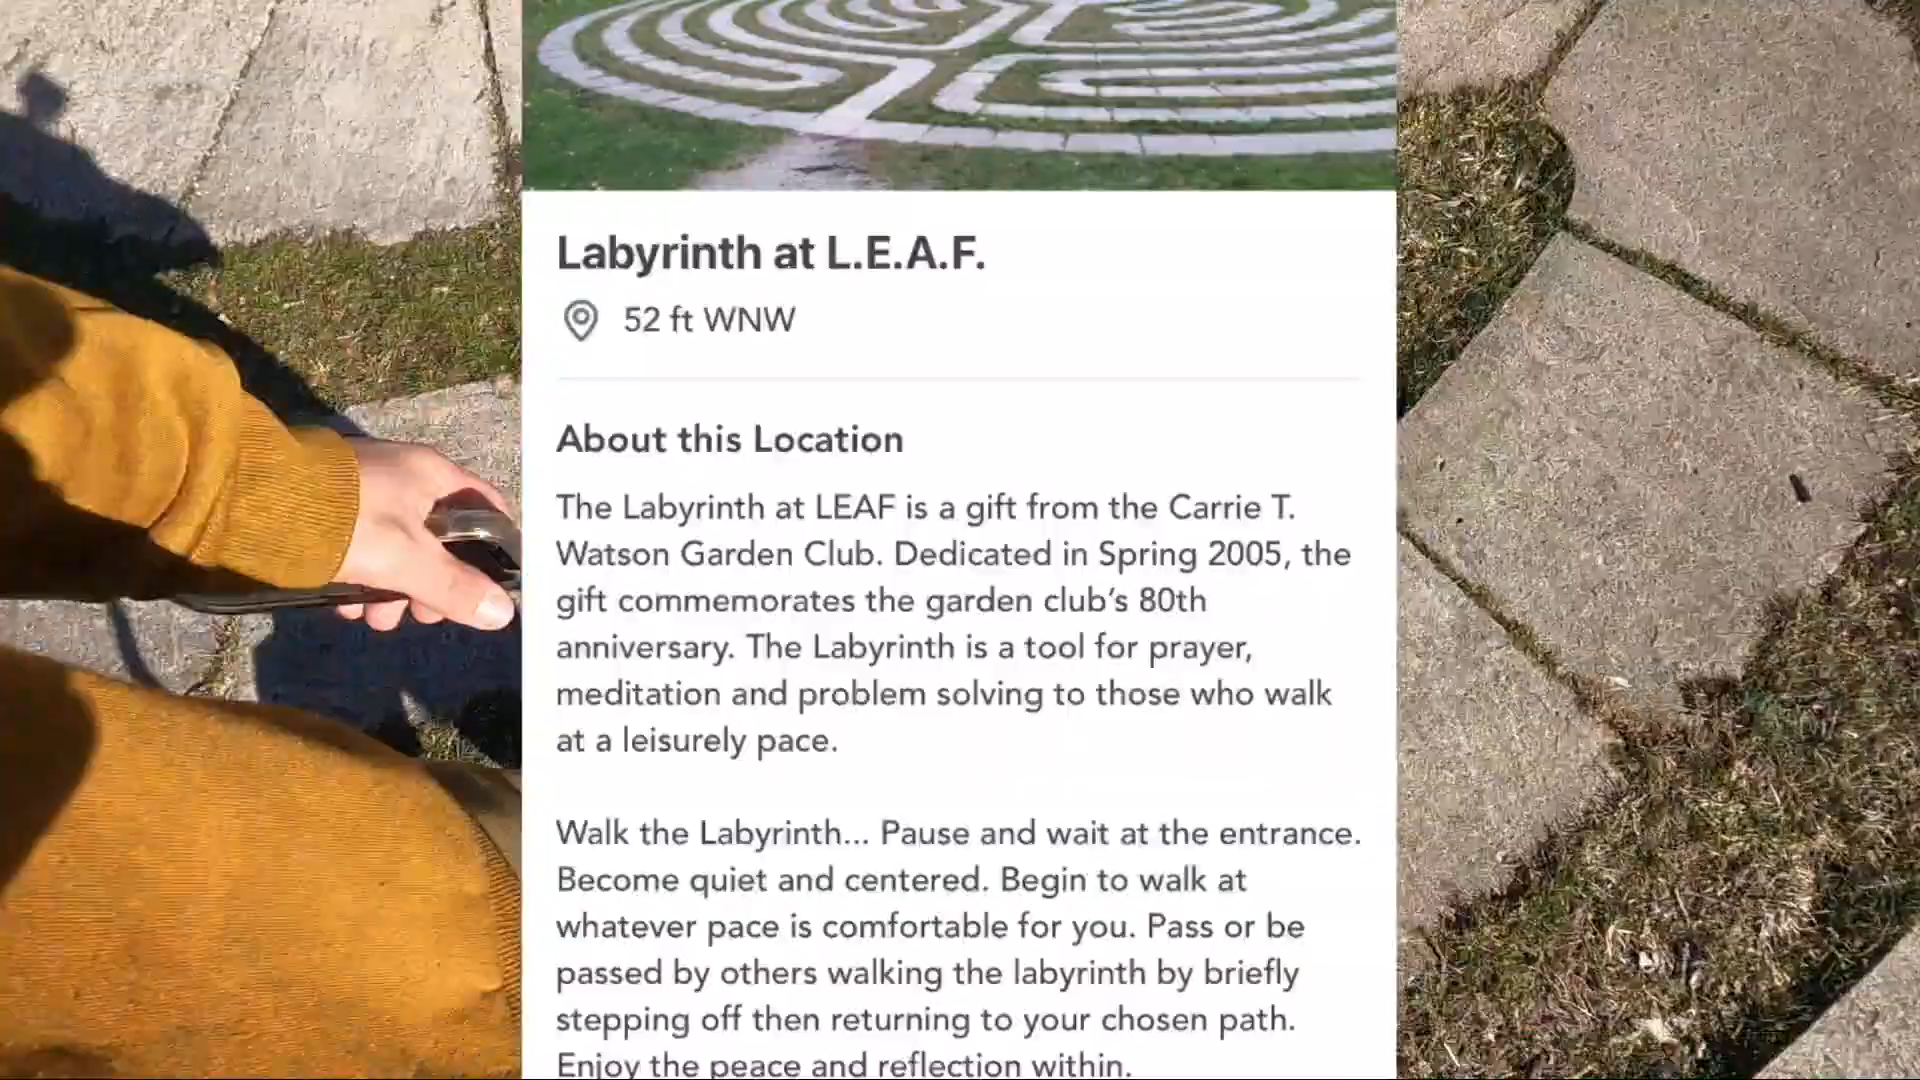 Labyrinth at L.E.A.F.
52 ft WNW
About this Location
The Labyrinth at LEAF is a gift from the Carrie T.
Watson Garden Club. Dedicated in Spring 2005, the
gift commemorates the garden club’s 80th
anniversary. The Labyrinth is a tool for prayer,
meditation and problem solving to those who walk
at a leisurely pace.
Walk the Labyrinth... Pause and wait at the entrance.
Become quiet and centered. Begin to walk at
whatever pace is comfortable for you. Pass or be
passed by others walking the labyrinth by briefly
stepping off then returning to your chosen path.
Enjoy the peace and reflection within.